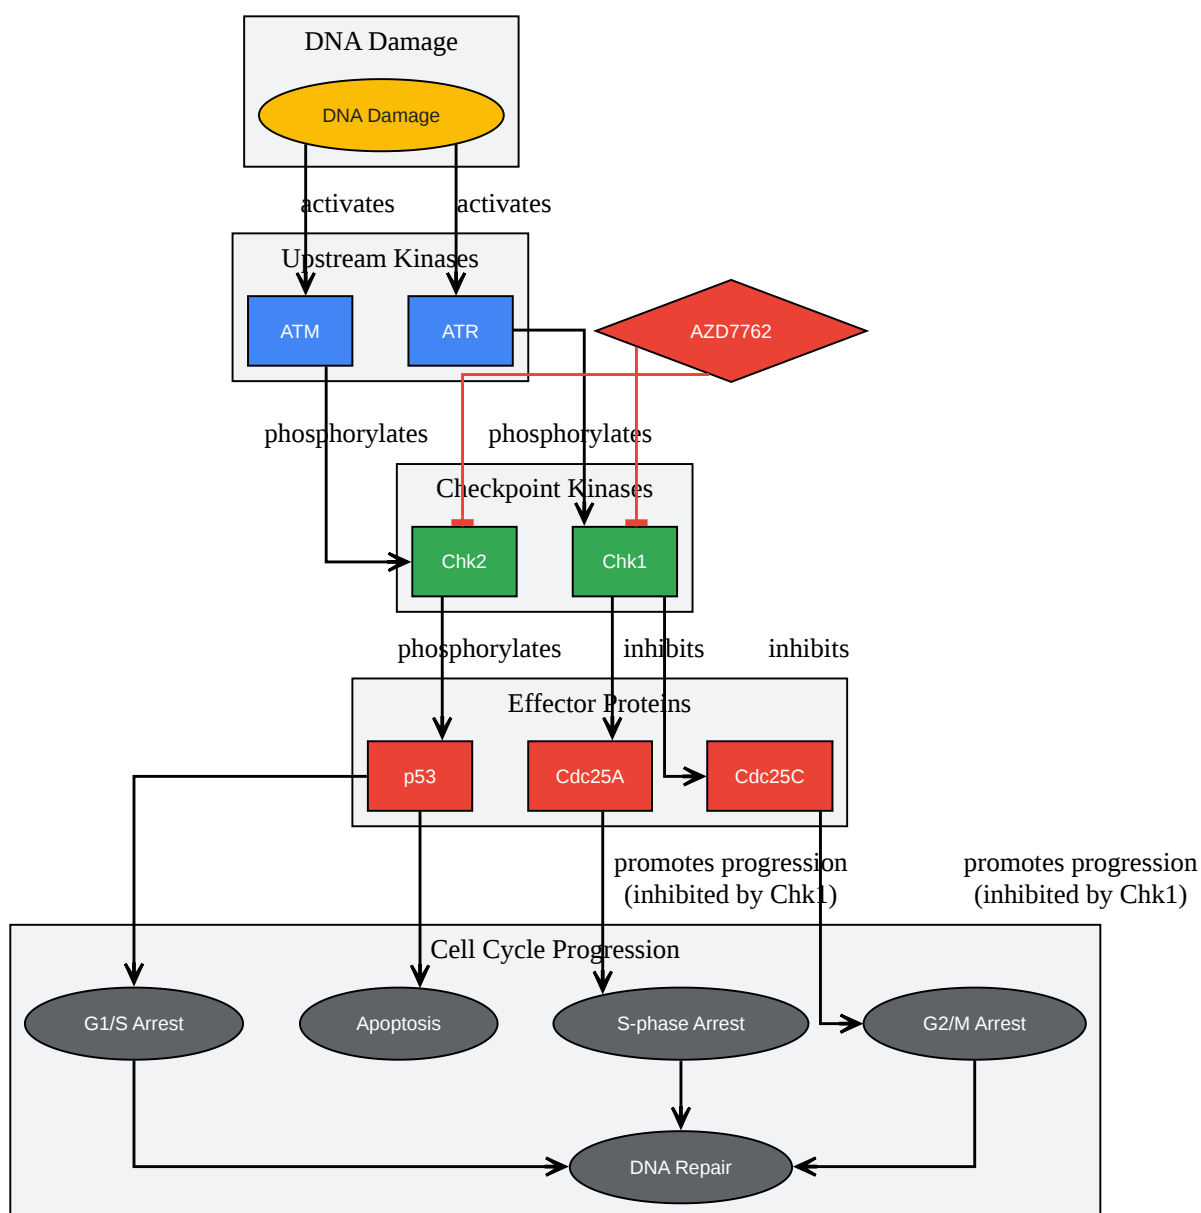 DNA Damage
DNA Damage
activates
activates
Upstream Kinases
ATM
ATR
AZD7762
phosphorylates
phosphorylates
Checkpoint Kinases
Chk2
Chk1
phosphorylates
inhibits
inhibits
Effector Proteins
p53
Cdc25A
Cdc25C
promotes progression
(inhibited by Chk1)
promotes progression
(inhibited by Chk1)
Cell Cycle Progression
G1/S Arrest
Apoptosis
S-phase Arrest
G2/M Arrest
DNA Repair